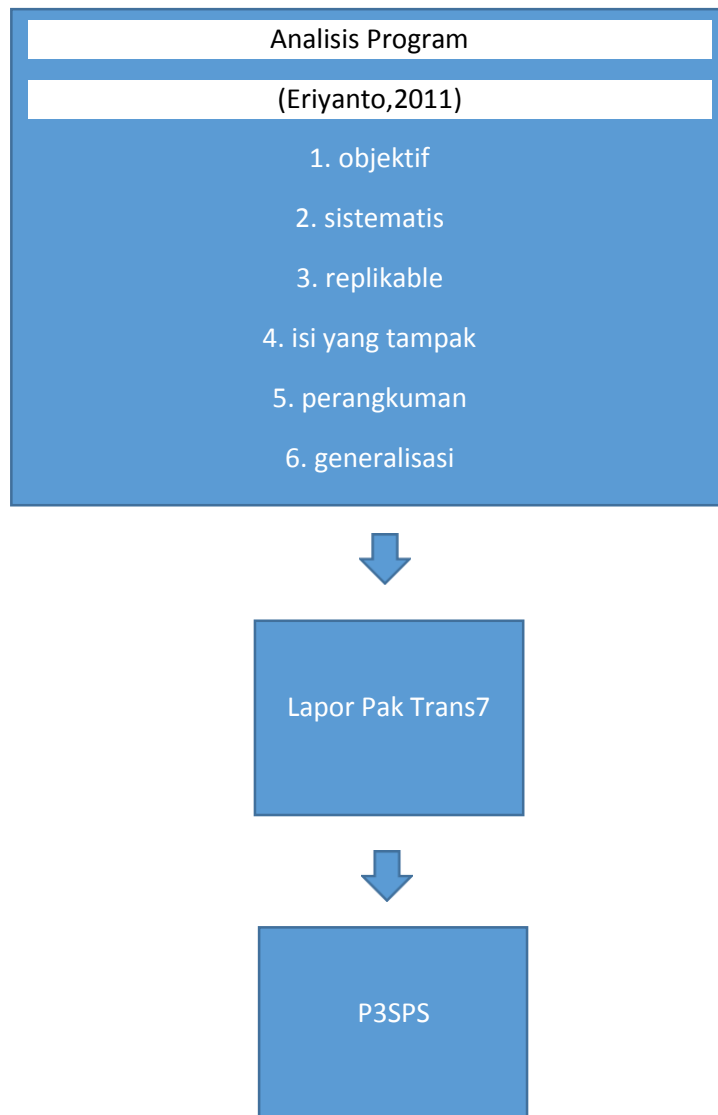 Analisis Program
(Eriyanto,2011)
1. objektif
2. sistematis
3. replikable
4. isi yang tampak
5. perangkuman
6. generalisasi
Lapor Pak Trans7
P3SPS